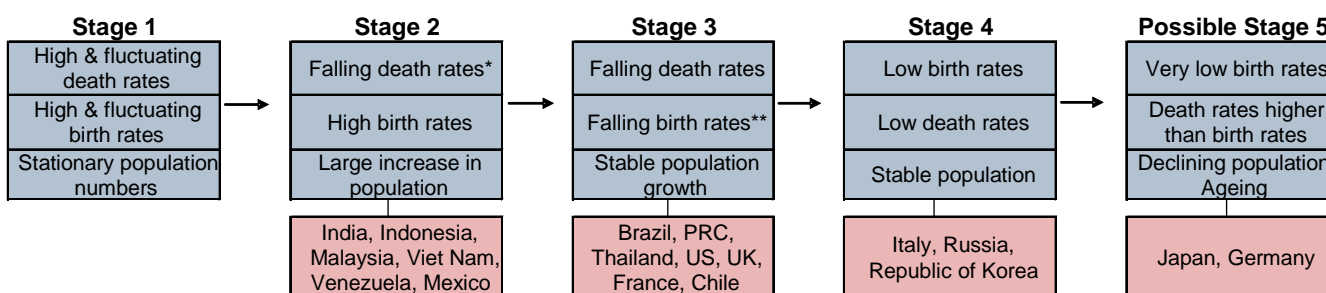 Stage 1
High & fluctuating
death rates
High & fluctuating
birth rates
Stationary population
numbers
Stage 2
Falling death rates*
High birth rates
Large increase in
population
India, Indonesia,
Malaysia, Viet Nam,
Venezuela, Mexico
Stage 3
Falling death rates
Falling birth rates**
Stable population
growth
Brazil, PRC,
Thailand, US, UK,
France, Chile
Stage 4
Low birth rates
Low death rates
Stable population
Italy, Russia,
Republic of Korea
Possible Stage 5
Very low birth rates
Death rates higher
than birth rates
Declining population
Ageing
Japan, Germany